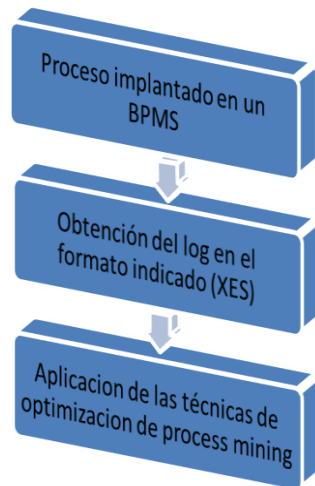 Proceso implantado en un
BPMS
Obtención del log en el
formato indicado (XES)
Aplicacion de las técnicas de
optimizacion de process mining